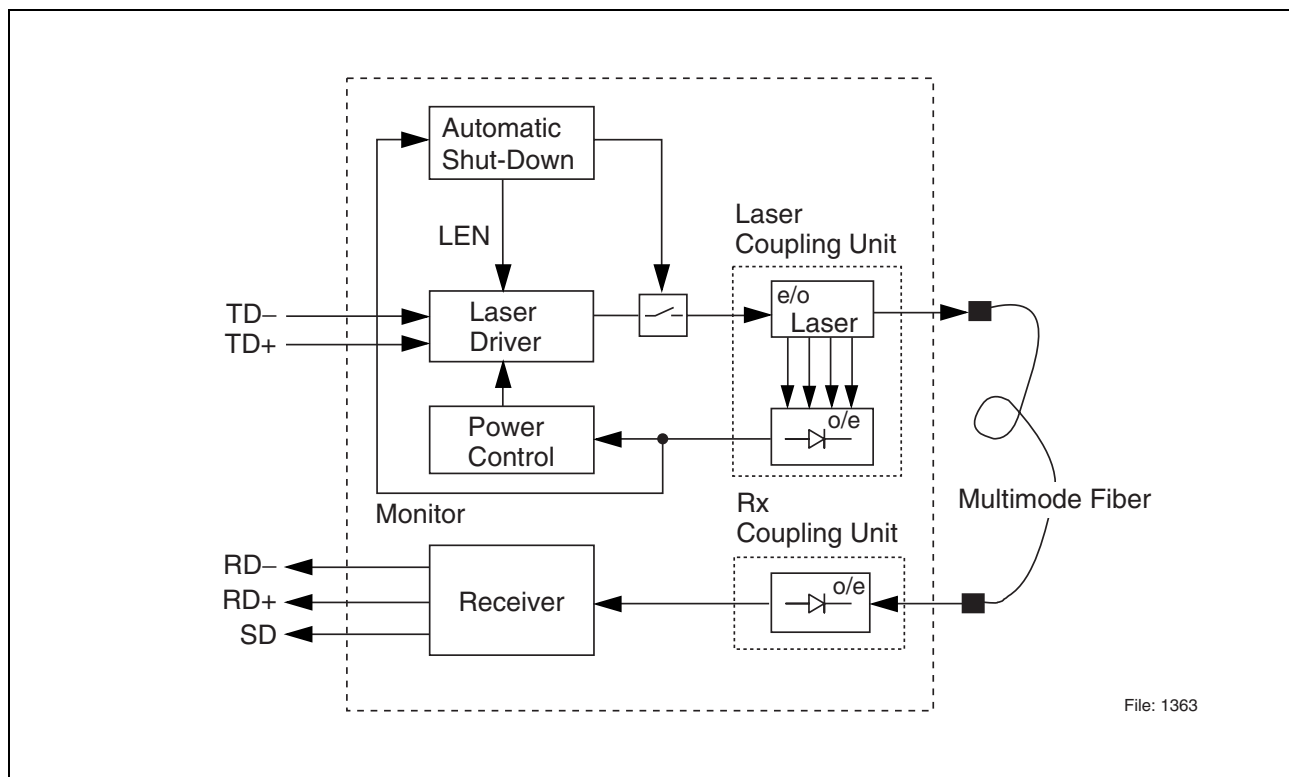 Automatic
Shut-Down
LEN
Laser
Coupling Unit
TD–
TD+
Laser
Driver
e/o
Laser
Power
Control
o/e
Monitor
Multimode Fiber
Rx
Coupling Unit
RD–
RD+
SD
Receiver
o/e
File: 1363